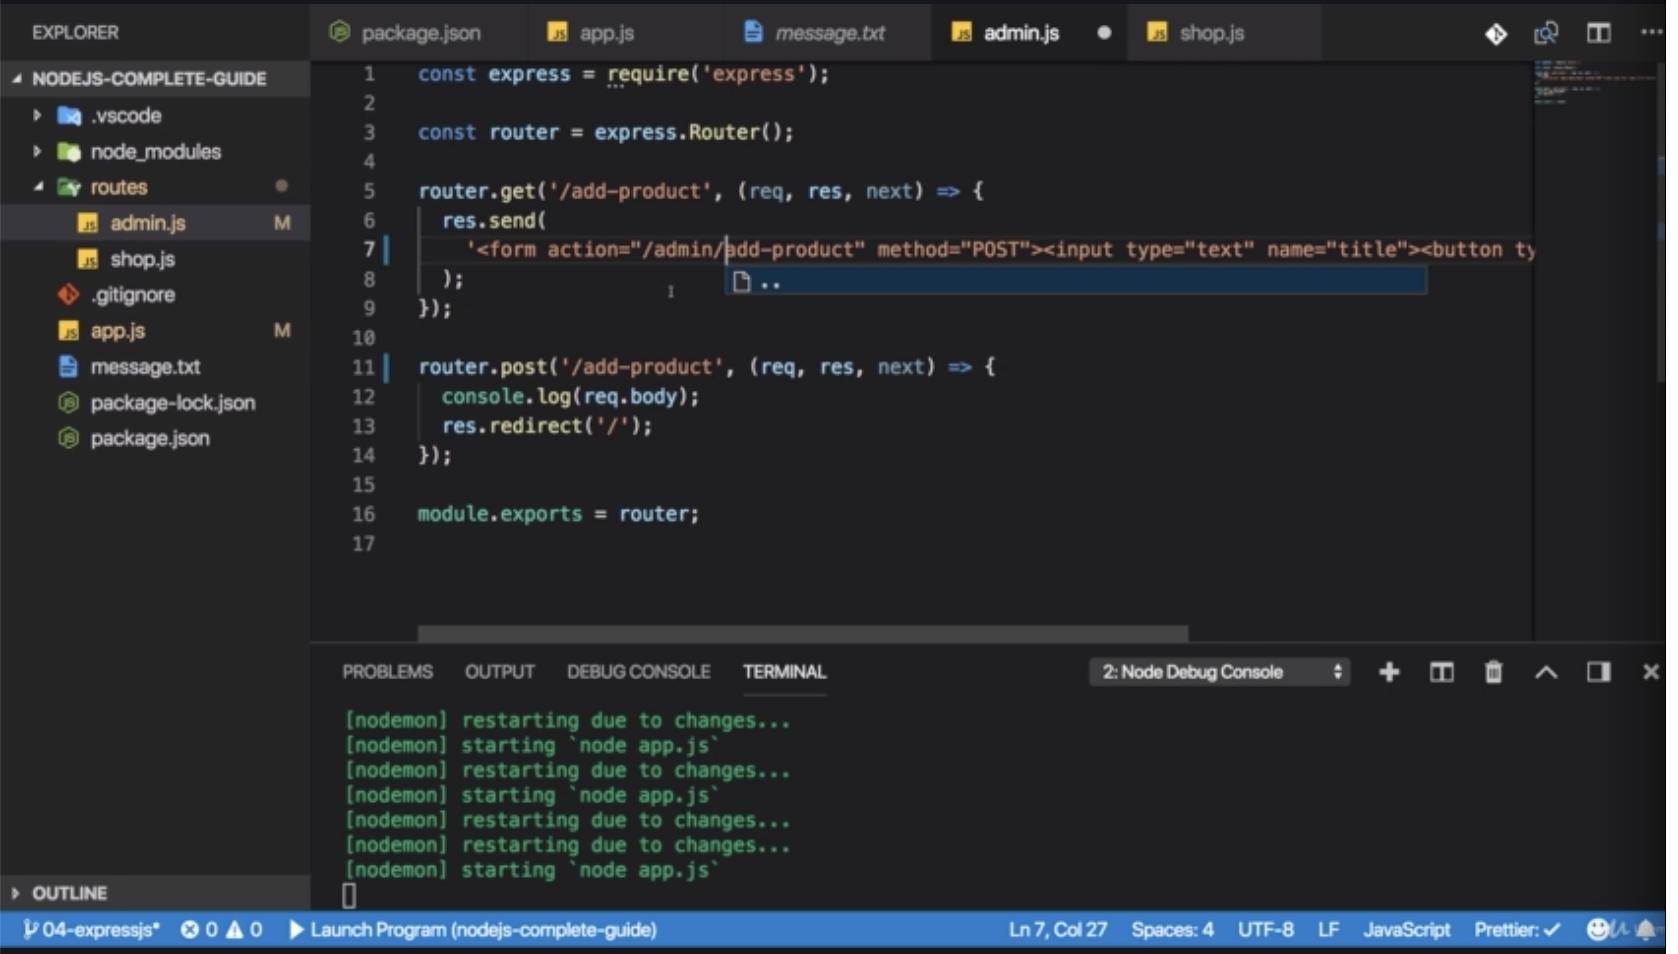 EXPLORER
package.json
app.js
message.txt
admin.js
shop.js
NODEJS-COMPLETE-GUIDE
.vscode
node_modules
routes
admin.js M
shop.js
.gitignore
app.js M
message.txt
package-lock.json
package.json
OUTLINE
1 const express = require('express');
2
3 const router = express.Router();
4
5 router.get('/add-product', (req, res, next) => {
6 res.send(
7 '<form action="/admin/add-product" method="POST"><input type="text" name="title"><button ty
8 );
..
9 });
10
11 router.post('/add-product', (req, res, next) => {
12 console.log(req.body);
13 res.redirect('/');
14 });
15
16 module.exports = router;
17
PROBLEMS OUTPUT DEBUG CONSOLE TERMINAL 2: Node Debug Console
[nodemon] restarting due to changes...
[nodemon] starting `node app.js`
[nodemon] restarting due to changes...
[nodemon] starting `node app.js`
[nodemon] restarting due to changes...
[nodemon] restarting due to changes...
[nodemon] starting `node app.js`
04-expressjs* 0 0 Launch Program (nodejs-complete-guide) Ln 7, Col 27 Spaces: 4 UTF-8 LF JavaScript Prettier: ✓